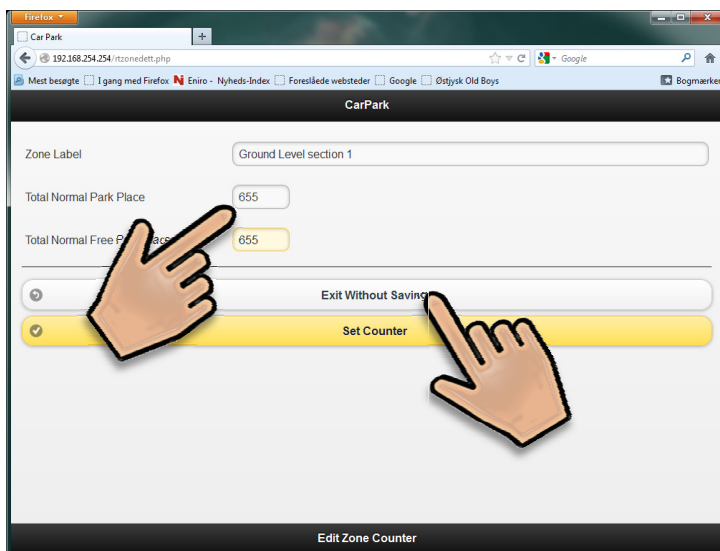 Firefox
Car Park
192.168.254.254/rtzonedett.php
Google
Mest besøgte I gang med Firefox Eniro - Nyheds-Index Foreslåede websteder Google Østjysk Old Boys Bogmærker
CarPark
Zone Label Ground Level section 1
Total Normal Park Place 655
Total Normal Free 655
Exit Without Saving
Set Counter
Edit Zone Counter